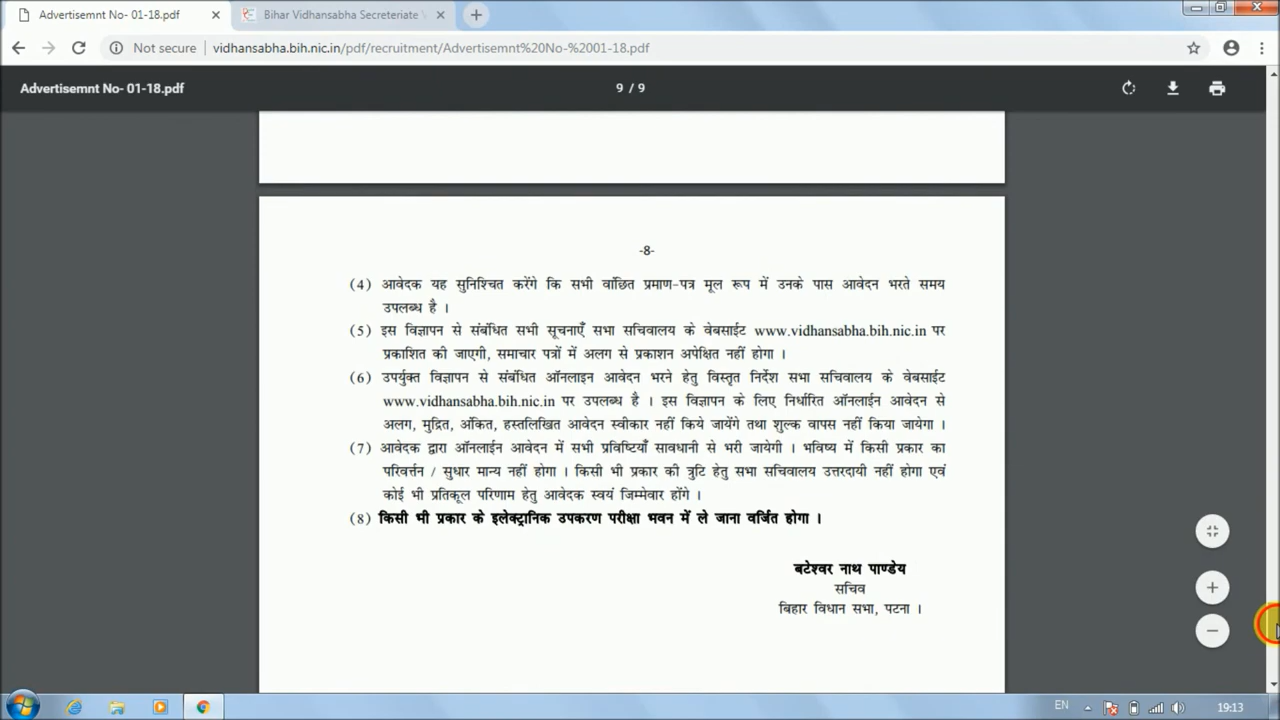 Advertisemnt No- 01-18.pdf
Bihar Vidhansabha Secreteriate
Not secure
vidhansabha.bih.nic.in/pdf/recruitment/Advertisemnt%20No-%2001-18.pdf
Advertisemnt No- 01-18.pdf
9 / 9
-8-
(4) आवेदक यह सुनिश्चित करेंगे कि सभी वांछित प्रमाण-पत्र मूल रूप में उनके पास आवेदन भरते समय
उपलब्ध है ।
(5) इस विज्ञापन से संबंधित सभी सूचनाएँ सभा सचिवालय के वेबसाईट www.vidhansabha.bih.nic.in पर
प्रकाशित की जाएगी, समाचार पत्रों में अलग से प्रकाशन अपेक्षित नहीं होगा ।
(6) उपर्युक्त विज्ञापन से संबंधित ऑनलाइन आवेदन भरने हेतु विस्तृत निर्देश सभा सचिवालय के वेबसाईट
www.vidhansabha.bih.nic.in पर उपलब्ध है । इस विज्ञापन के लिए निर्धारित ऑनलाईन आवेदन से
अलग, मुद्रित, अंकित, हस्तलिखित आवेदन स्वीकार नहीं किये जायेंगे तथा शुल्क वापस नहीं किया जायेगा ।
(7) आवेदक द्वारा ऑनलाईन आवेदन में सभी प्रविष्टियाँ सावधानी से भरी जायेगी । भविष्य में किसी प्रकार का
परिवर्त्तन / सुधार मान्य नहीं होगा । किसी भी प्रकार की त्रुटि हेतु सभा सचिवालय उत्तरदायी नहीं होगा एवं
कोई भी प्रतिकूल परिणाम हेतु आवेदक स्वयं जिम्मेवार होंगे ।
(8) किसी भी प्रकार के इलेक्ट्रानिक उपकरण परीक्षा भवन में ले जाना वर्जित होगा ।
बटेश्वर नाथ पाण्डेय
सचिव
बिहार विधान सभा, पटना ।
EN
19:13